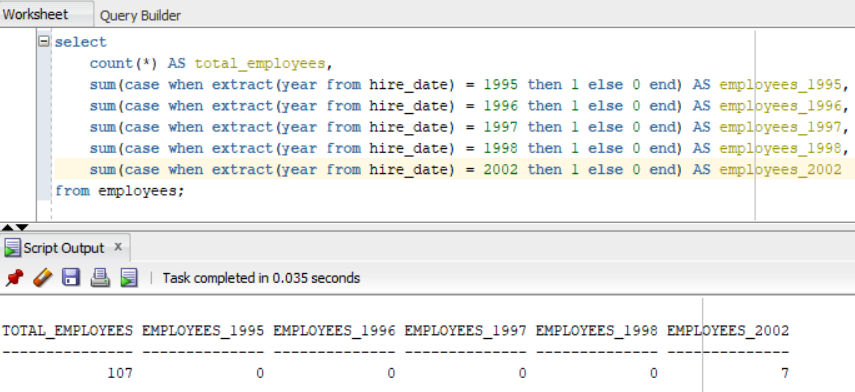 Worksheet Query Builder
select
count(*) AS total_employees,
sum(case when extract(year from hire_date) = 1995 then 1 else 0 end) AS employees_1995,
sum(case when extract(year from hire_date) = 1996 then 1 else 0 end) AS employees_1996,
sum(case when extract(year from hire_date) = 1997 then 1 else 0 end) AS employees_1997,
sum(case when extract(year from hire_date) = 1998 then 1 else 0 end) AS employees_1998,
sum(case when extract(year from hire_date) = 2002 then 1 else 0 end) AS employees_2002
from employees;
Script Output x
Task completed in 0.035 seconds
TOTAL_EMPLOYEES EMPLOYEES_1995 EMPLOYEES_1996 EMPLOYEES_1997 EMPLOYEES_1998 EMPLOYEES_2002
--------------- -------------- -------------- -------------- -------------- --------------
107 0 0 0 0 7